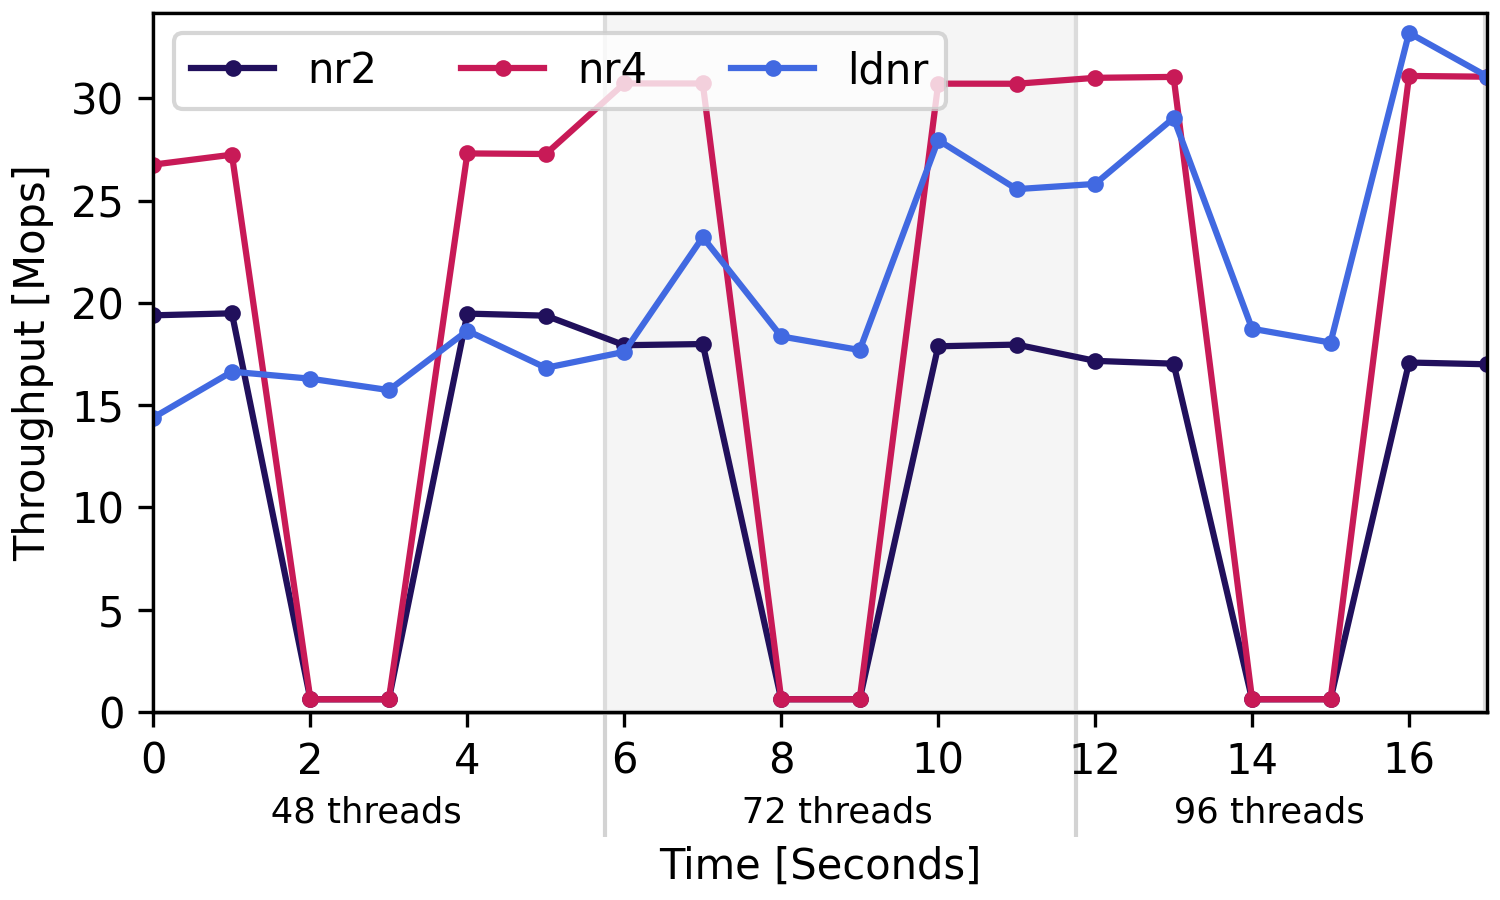 nr2 nr4 ldnr
Throughput [Mops]
30
25
20
15
10
5
0
0 2 4 6 8 10 12 14 16
48 threads 72 threads 96 threads
Time [Seconds]